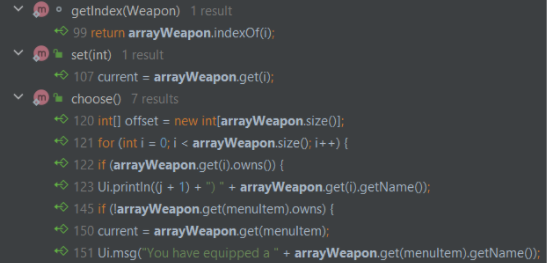 getIndex(Weapon) 1 result
99 return arrayWeapon.indexOf(i);
set(int) 1 result
107 current = arrayWeapon.get(i);
choose() 7 results
120 int[] offset = new int[arrayWeapon.size()];
121 for (int i = 0; i < arrayWeapon.size(); i++) {
122 if (arrayWeapon.get(i).owns()) {
123 Ui.println((j + 1) + ") " + arrayWeapon.get(i).getName());
145 if (!arrayWeapon.get(menuItem).owns) {
150 current = arrayWeapon.get(menuItem);
151 Ui.msg("You have equipped a " + arrayWeapon.get(menuItem).getName());